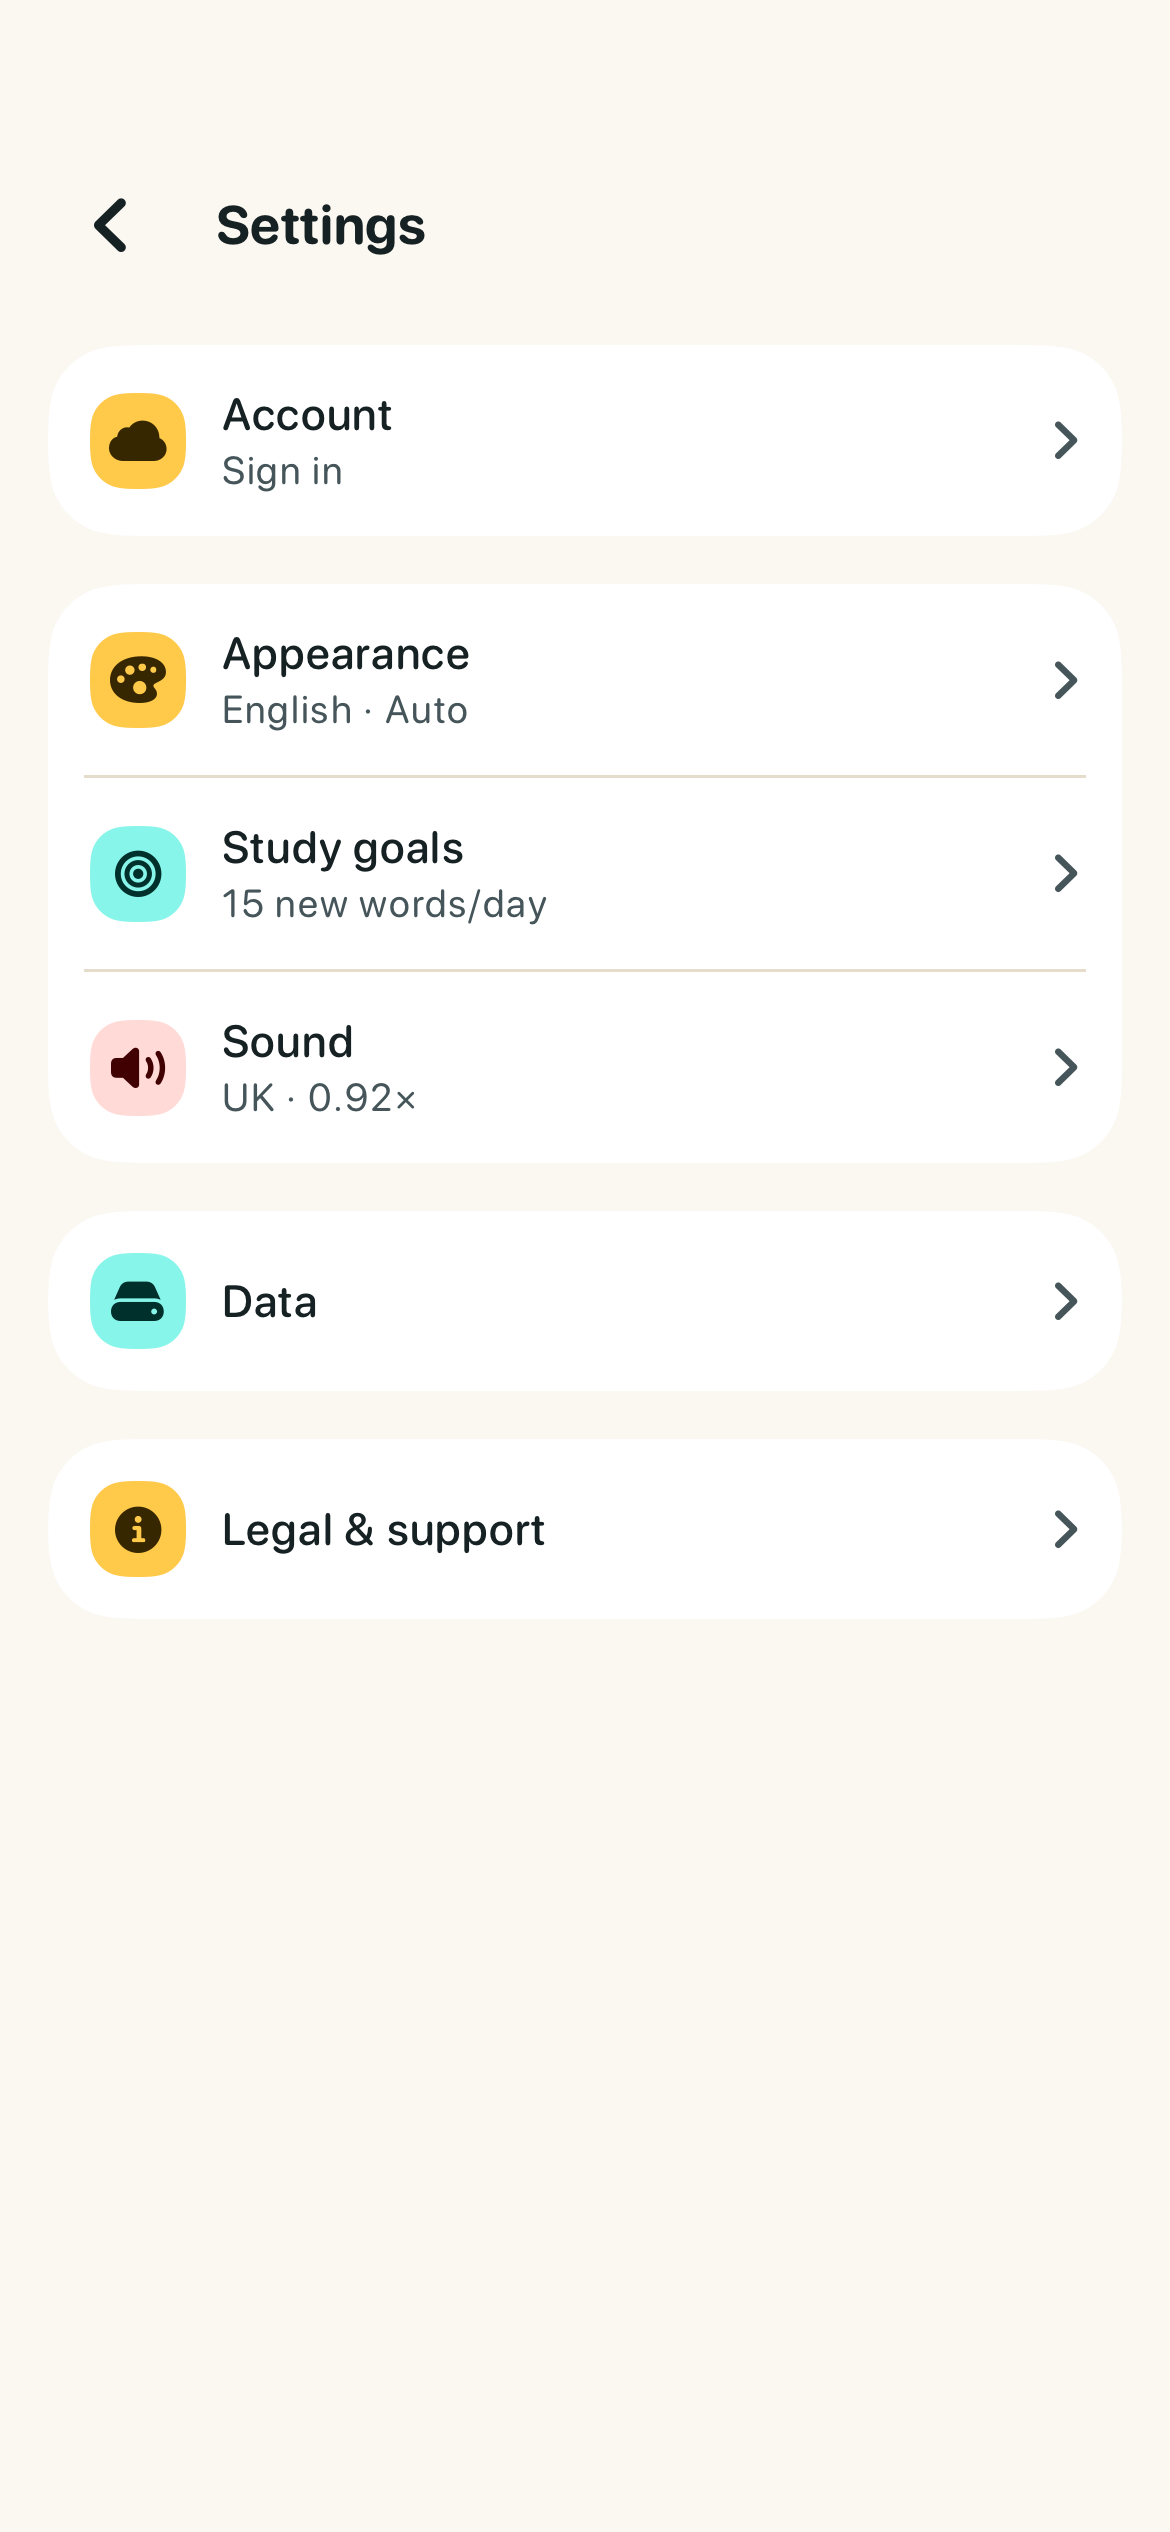 Settings
Account
Sign in
Appearance
English · Auto
Study goals
15 new words/day
Sound
UK · 0.92×
Data
Legal & support